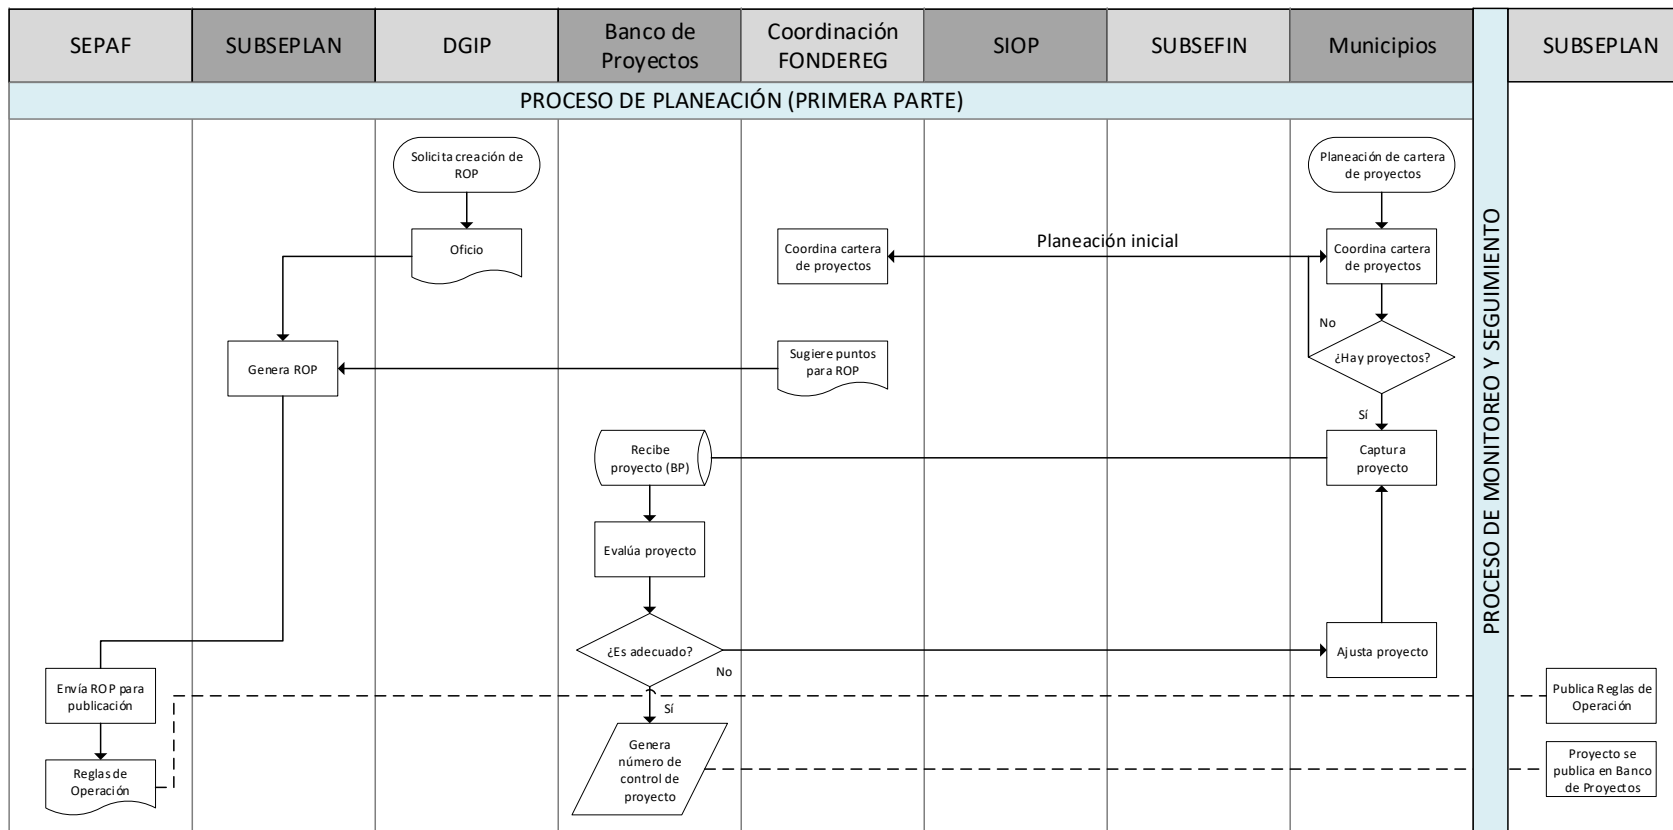 SEPAF
SUBSEPLAN
DGIP
Banco de
Proyectos
Coordinación
FONDEREG
SIOP
SUBSEFIN
Municipios
SUBSEPLAN
PROCESO DE PLANEACIÓN (PRIMERA PARTE)
PROCESO DE MONITOREO Y SEGUIMIENTO
Solicita creación de
ROP
Planeación de cartera
de proyectos
Oficio
Coordina cartera
de proyectos
Planeación inicial
Coordina cartera
de proyectos
No
Genera ROP
Sugiere puntos
para ROP
¿Hay proyectos?
Sí
Recibe
proyecto (BP)
Captura
proyecto
Evalúa proyecto
¿Es adecuado?
No
Ajusta proyecto
Envía ROP para
publicación
Sí
Publica Reglas de
Operación
Reglas de
Operación
Genera
número de
control de
proyecto
Proyecto se
publica en Banco
de Proyectos